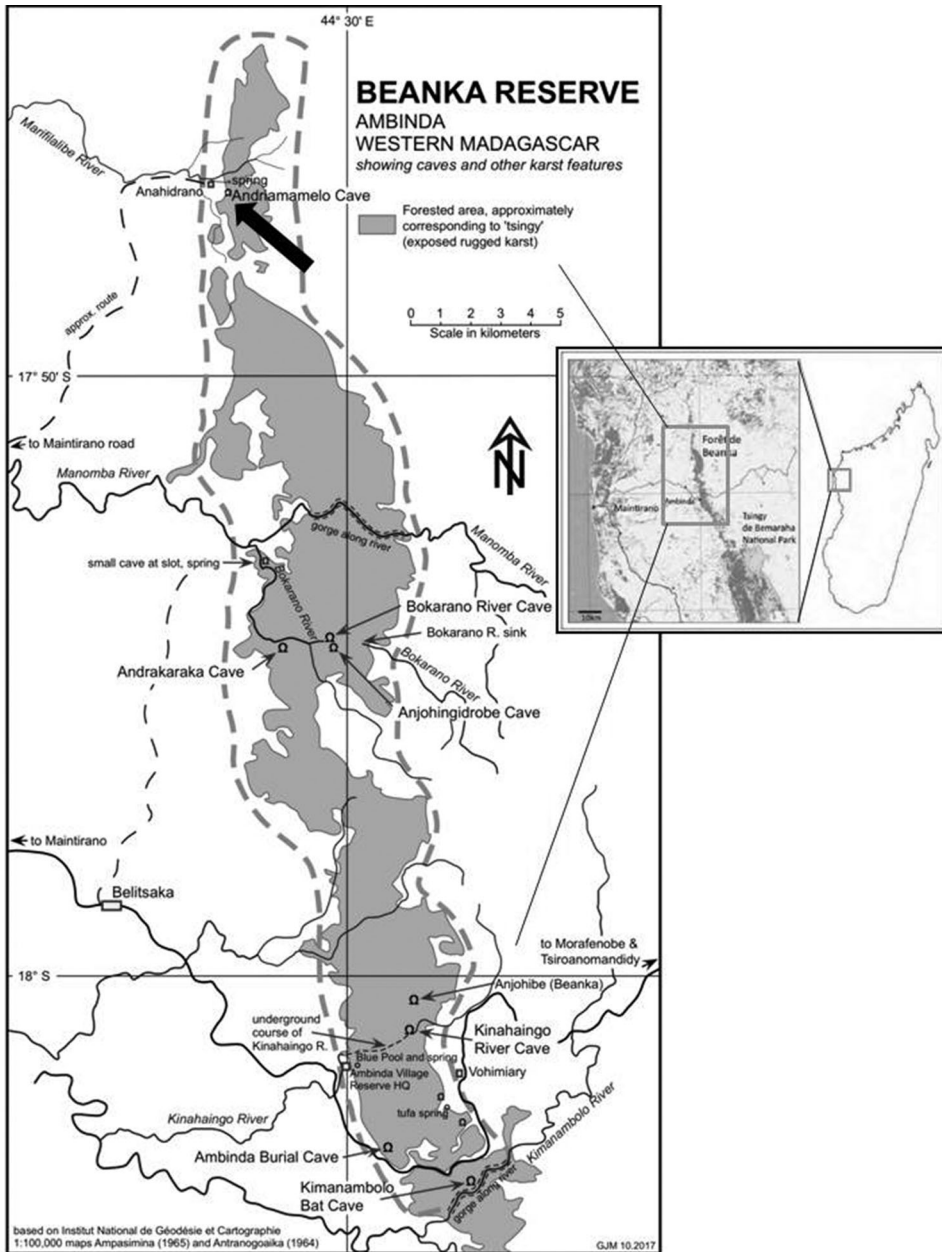 44° 30' E
BEANKA RESERVE
AMBINDA
WESTERN MADAGASCAR
showing caves and other karst features
Marifilalibe River
spring
Anahidrano
Andriamamelo Cave
Forested area, approximately
corresponding to 'tsingy'
(exposed rugged karst)
approx. route
0 1 2 3 4 5
Scale in kilometers
17° 50' S
to Maintirano road
Manomba River
N
gorge along river
Manomba River
small cave at slot, spring
Bokarano River
Bokarano River Cave
Bokarano R. sink
Andrakaraka Cave
Bokarano River
Anjohingidrobe Cave
Forêt de
Beanka
Ambinda
Maintirano
Tsingy
de Bemaraha
National Park
10km
to Maintirano
Belitsaka
to Morafenobe &
Tsiroanomandidy
18° S
Anjohibe (Beanka)
underground
course of
Kinahaingo R.
Kinahaingo
River Cave
Blue Pool and spring
Ambinda Village
Reserve HQ
Vohimiary
tufa spring
Kinahaingo River
Kimanambolo River
Ambinda Burial Cave
Kimanambolo
Bat Cave
gorge along river
based on Institut National de Géodésie et Cartographie
1:100,000 maps Ampasimina (1965) and Antranogoaika (1964)
GJM 10.2017